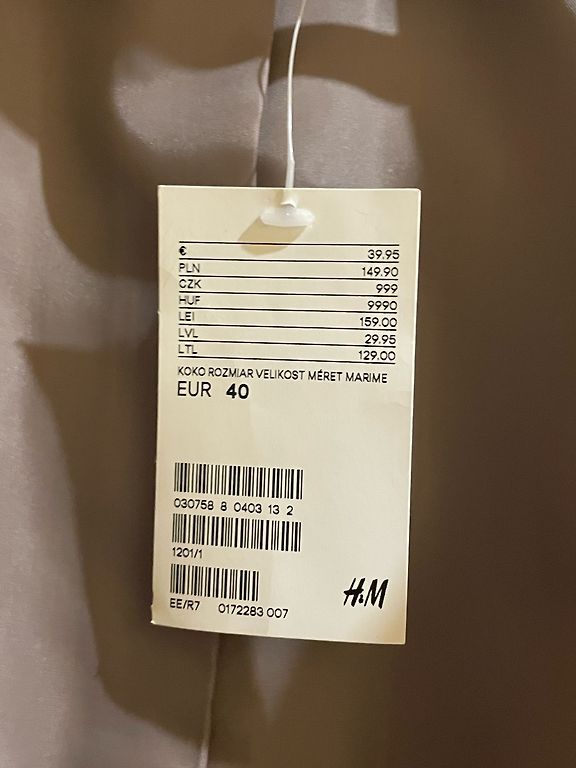 € 39.95
PLN 149.90
CZK 999
HUF 9990
LEI 159.00
LVL 29.95
LTL 129.00
KOKO ROZMIAR VELIKOST MÉRET MARIME
EUR 40
030758 8 0403 13 2
1201/1
EE/R7 0172283 007
H&M